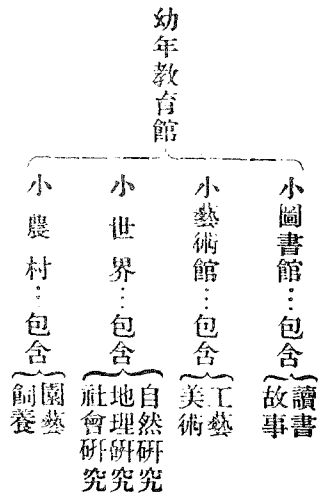 幼年教育館
小圖書館…包含
讀書
故事
小藝術館…包含
工藝
美術
小世界…包含
自然研究
地理研究
社會研究
小農村…包含
園藝
飼養